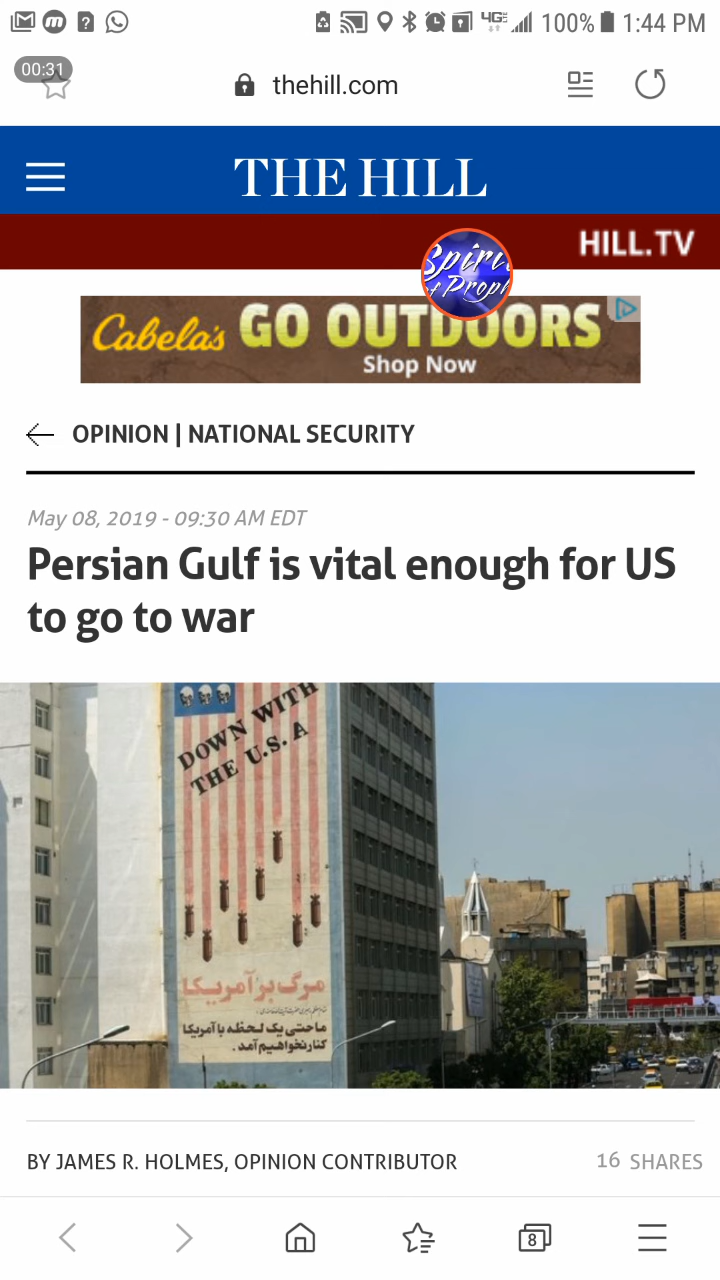 100% 1:44 PM
00:31
thehill.com
THE HILL
HILL.TV
Spiri
of Proph
Cabela's GO OUTDOORS
Shop Now
OPINION | NATIONAL SECURITY
May 08, 2019 - 09:30 AM EDT
Persian Gulf is vital enough for US
to go to war
DOWN WITH
THE U.S.A
مرگ بر آمریکا
ما حتی یک لحظه با آمریکا
کنار نخواهیم آمد.
BY JAMES R. HOLMES, OPINION CONTRIBUTOR
16 SHARES
8